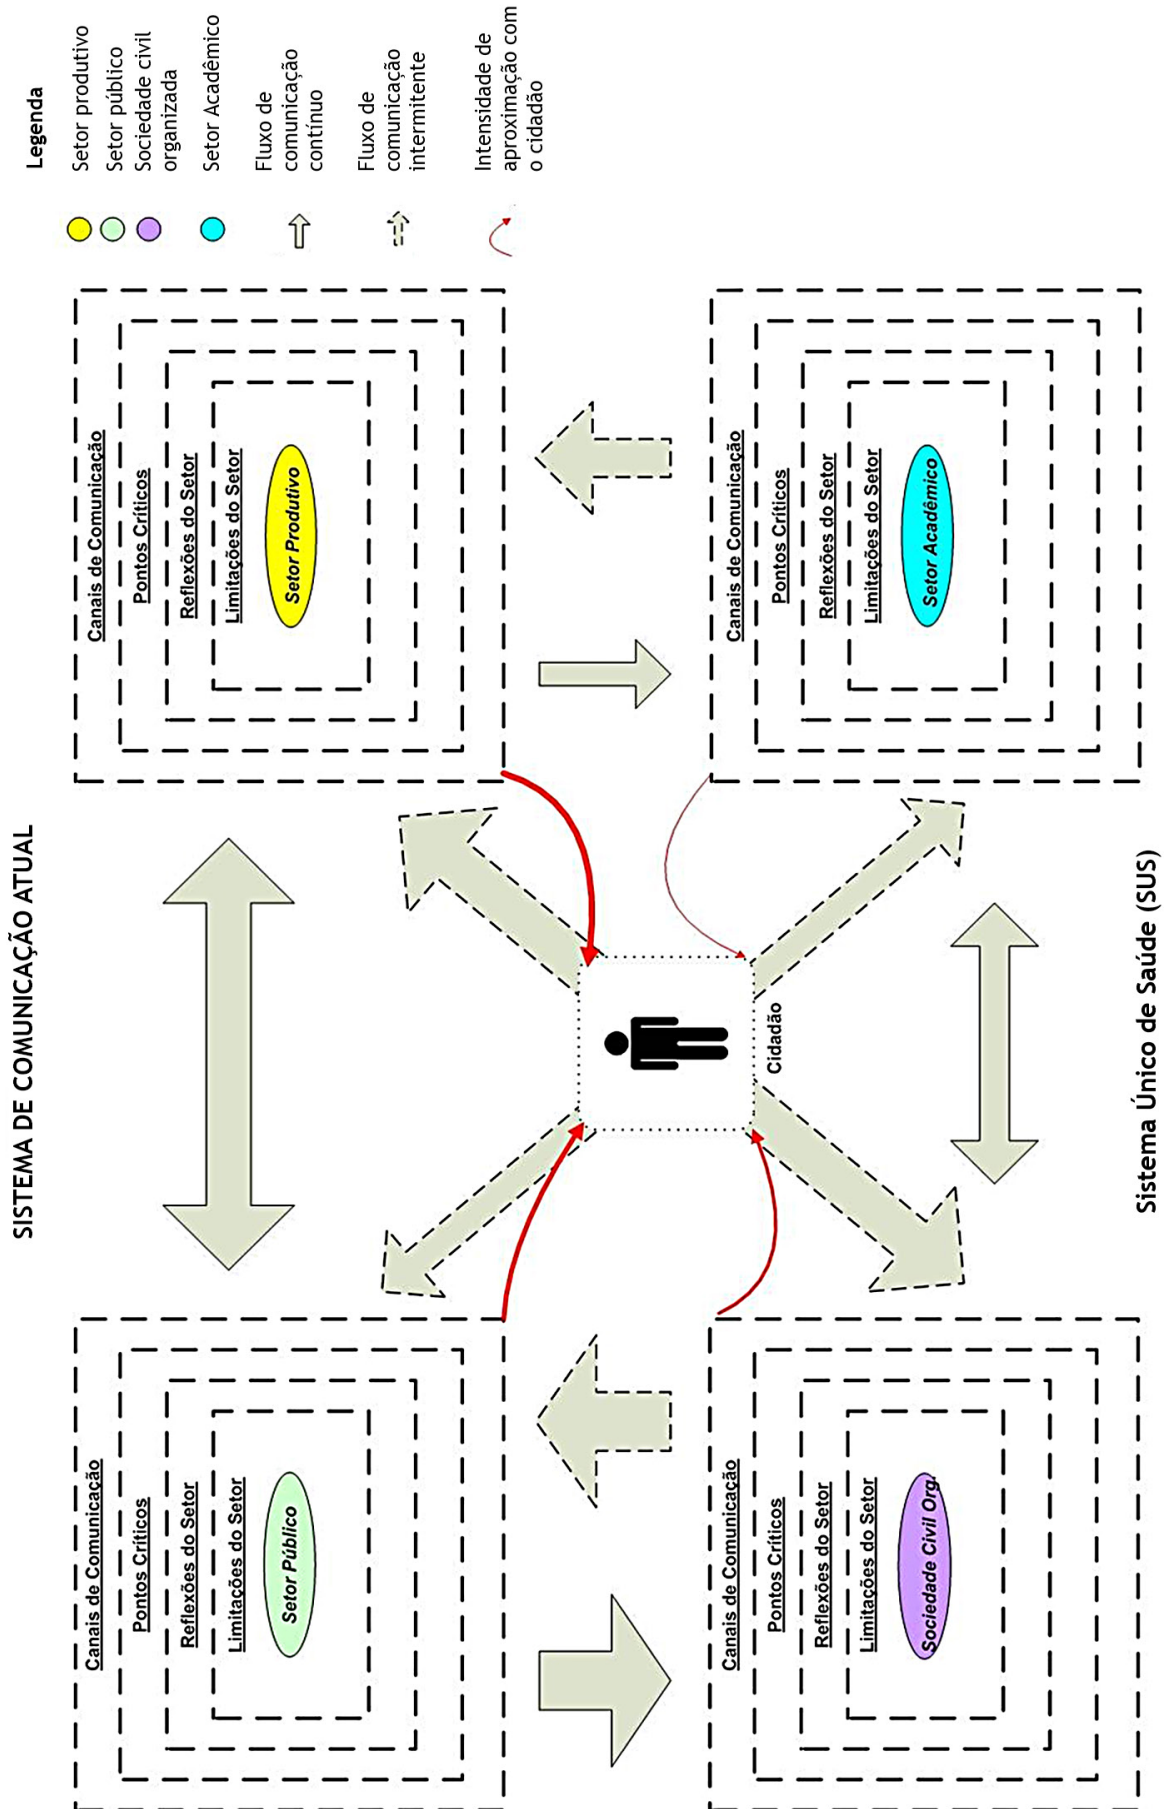 SISTEMA DE COMUNICAÇÃO ATUAL
Canais de Comunicação
Pontos Críticos
Reflexões do Setor
Limitações do Setor
Setor Público
Canais de Comunicação
Pontos Críticos
Reflexões do Setor
Limitações do Setor
Setor Produtivo
Cidadão
Canais de Comunicação
Pontos Críticos
Reflexões do Setor
Limitações do Setor
Sociedade Civil Org.
Canais de Comunicação
Pontos Críticos
Reflexões do Setor
Limitações do Setor
Setor Acadêmico
Sistema Único de Saúde (SUS)
Legenda
Setor produtivo
Setor público
Sociedade civil
organizada
Setor Acadêmico
Fluxo de
comunicação
contínuo
Fluxo de
comunicação
intermitente
Intensidade de
aproximação com
o cidadão